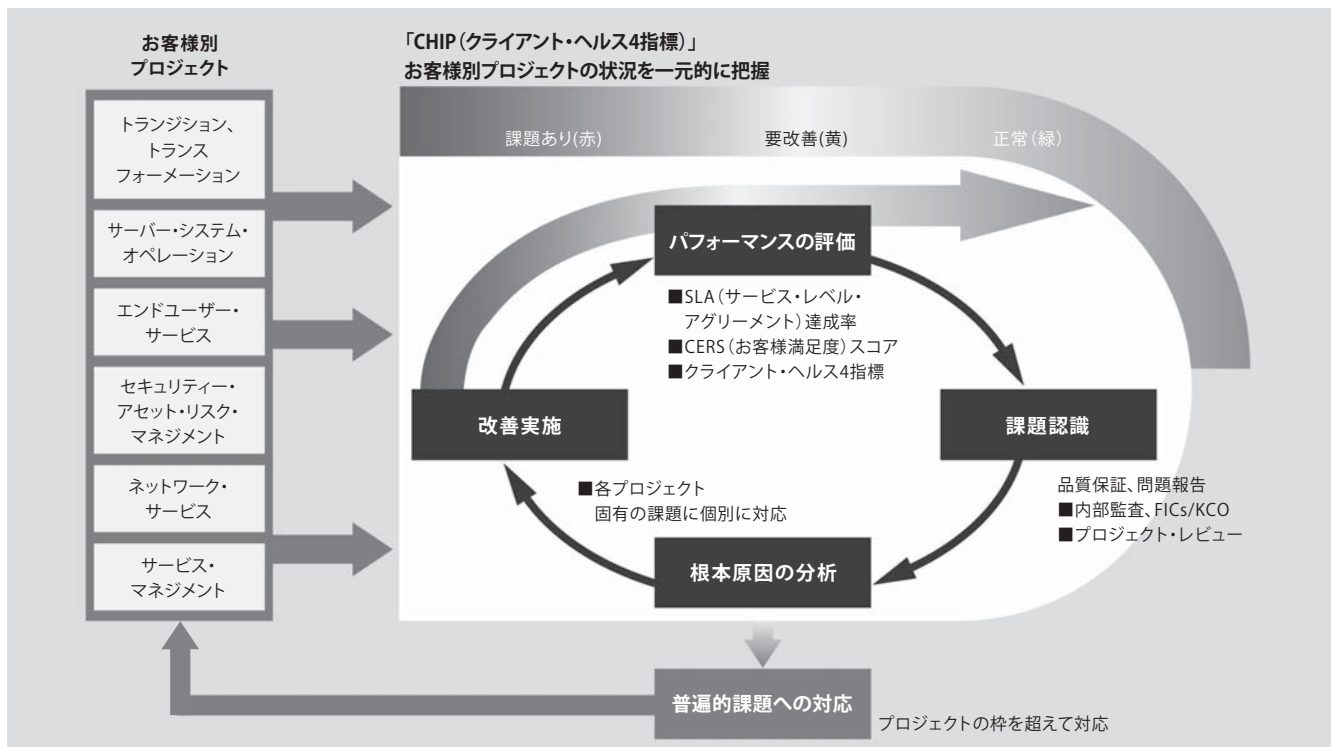 お客様別
プロジェクト
トランジション、
トランス
フォーメーション
サーバー・システム・
オペレーション
エンドユーザー・
サービス
セキュリティー・
アセット・リスク・
マネジメント
ネットワーク・
サービス
サービス・
マネジメント
「CHIP(クライアント・ヘルス4指標)」
お客様別プロジェクトの状況を一元的に把握
課題あり(赤)
要改善(黄)
正常(緑)
パフォーマンスの評価
■SLA(サービス・レベル・
アグリーメント)達成率
■CERS(お客様満足度)スコア
■クライアント・ヘルス4指標
改善実施
課題認識
■各プロジェクト
固有の課題に個別に対応
品質保証、問題報告
■内部監査、FICs/KCO
■プロジェクト・レビュー
根本原因の分析
普遍的課題への対応
プロジェクトの枠を超えて対応